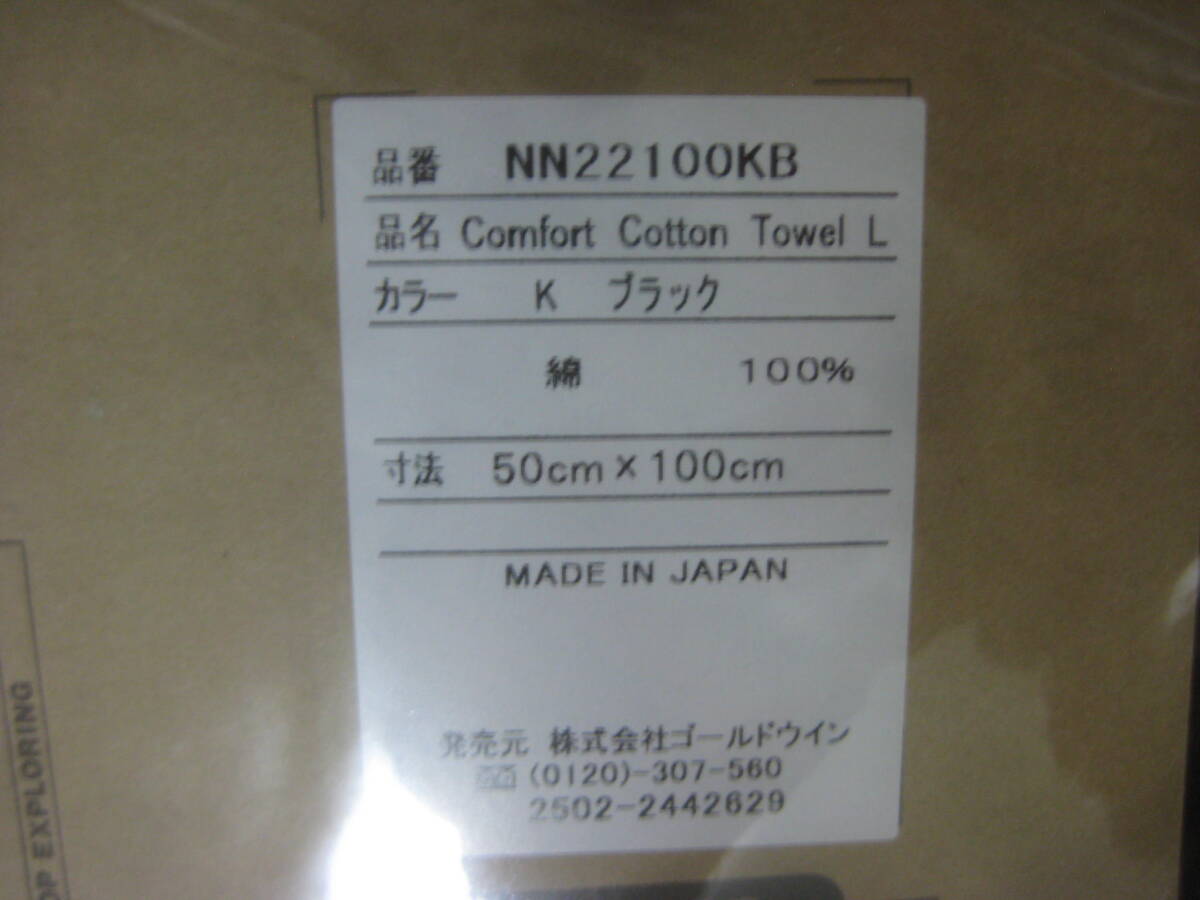 品番 NN22100KB
品名 Comfort Cotton Towel L
カラー K ブラック
綿 100%
寸法 50cm×100cm
MADE IN JAPAN
発売元 株式会社ゴールドウイン
(0120)-307-560
2502-2442629
OP EXPLORING